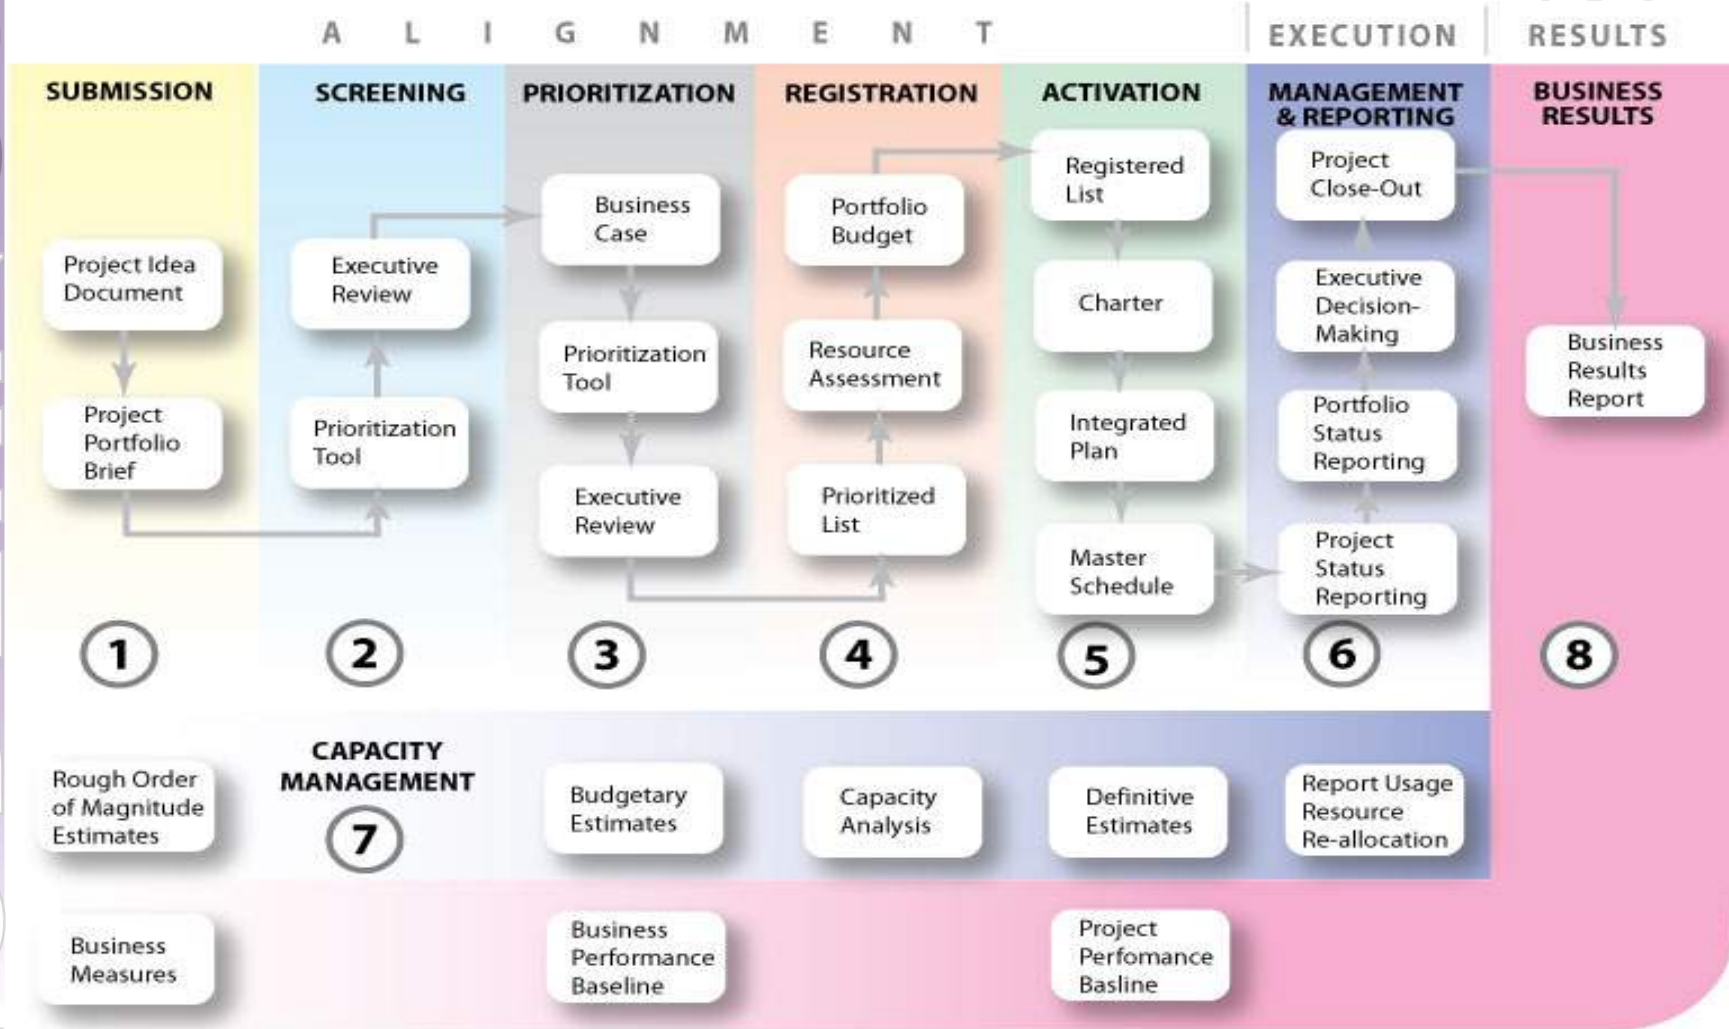 A L I G N M E N T
EXECUTION
RESULTS
SUBMISSION
SCREENING
PRIORITIZATION
REGISTRATION
ACTIVATION
MANAGEMENT
& REPORTING
BUSINESS
RESULTS
Project Idea
Document
Project
Portfolio
Brief
1
Executive
Review
Prioritization
Tool
2
Business
Case
Prioritization
Tool
Executive
Review
3
Portfolio
Budget
Resource
Assessment
Prioritized
List
4
Registered
List
Charter
Integrated
Plan
Master
Schedule
5
Project
Close-Out
Executive
Decision-
Making
Portfolio
Status
Reporting
Project
Status
Reporting
6
Business
Results
Report
8
Rough Order
of Magnitude
Estimates
CAPACITY
MANAGEMENT
7
Budgetary
Estimates
Capacity
Analysis
Definitive
Estimates
Report Usage
Resource
Re-allocation
Business
Measures
Business
Performance
Baseline
Project
Perfomance
Basline